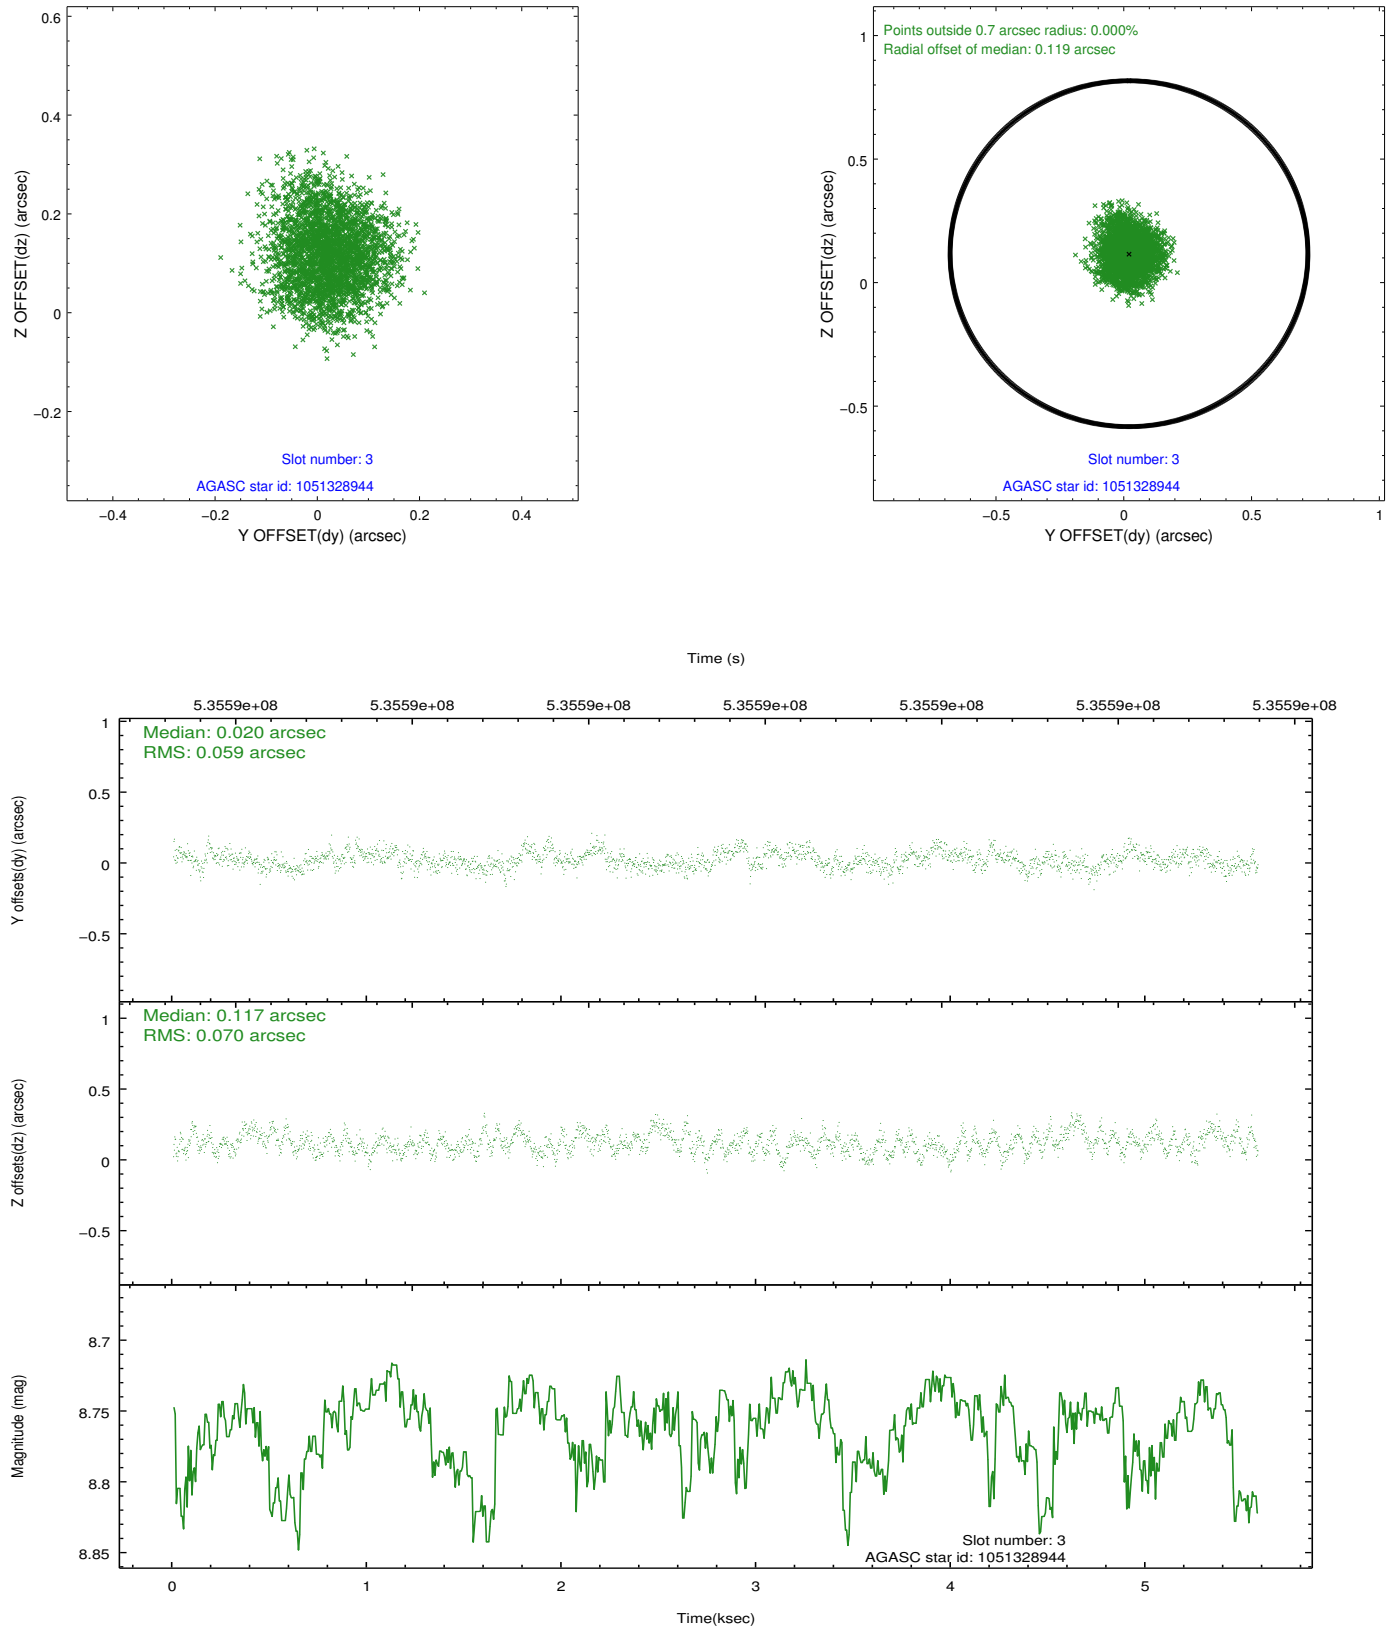 0.6
0.4
0.2
0
−0.2
Z OFFSET(dz) (arcsec)
Slot number: 3
AGASC star id: 1051328944
−0.4 −0.2 0 0.2 0.4
Y OFFSET(dy) (arcsec)
Points outside 0.7 arcsec radius: 0.000%
Radial offset of median: 0.119 arcsec
1
0.5
0
−0.5
Z OFFSET(dz) (arcsec)
Slot number: 3
AGASC star id: 1051328944
−0.5 0 0.5 1
Y OFFSET(dy) (arcsec)
Time (s)
5.3559e+08 5.3559e+08 5.3559e+08 5.3559e+08 5.3559e+08 5.3559e+08 5.3559e+08
Median: 0.020 arcsec
RMS: 0.059 arcsec
1
0.5
0
−0.5
Y offsets(dy) (arcsec)
Median: 0.117 arcsec
RMS: 0.070 arcsec
1
0.5
0
−0.5
Z offsets(dz) (arcsec)
8.7
8.75
8.8
8.85
Magnitude (mag)
Slot number: 3
AGASC star id: 1051328944
0 1 2 3 4 5
Time(ksec)